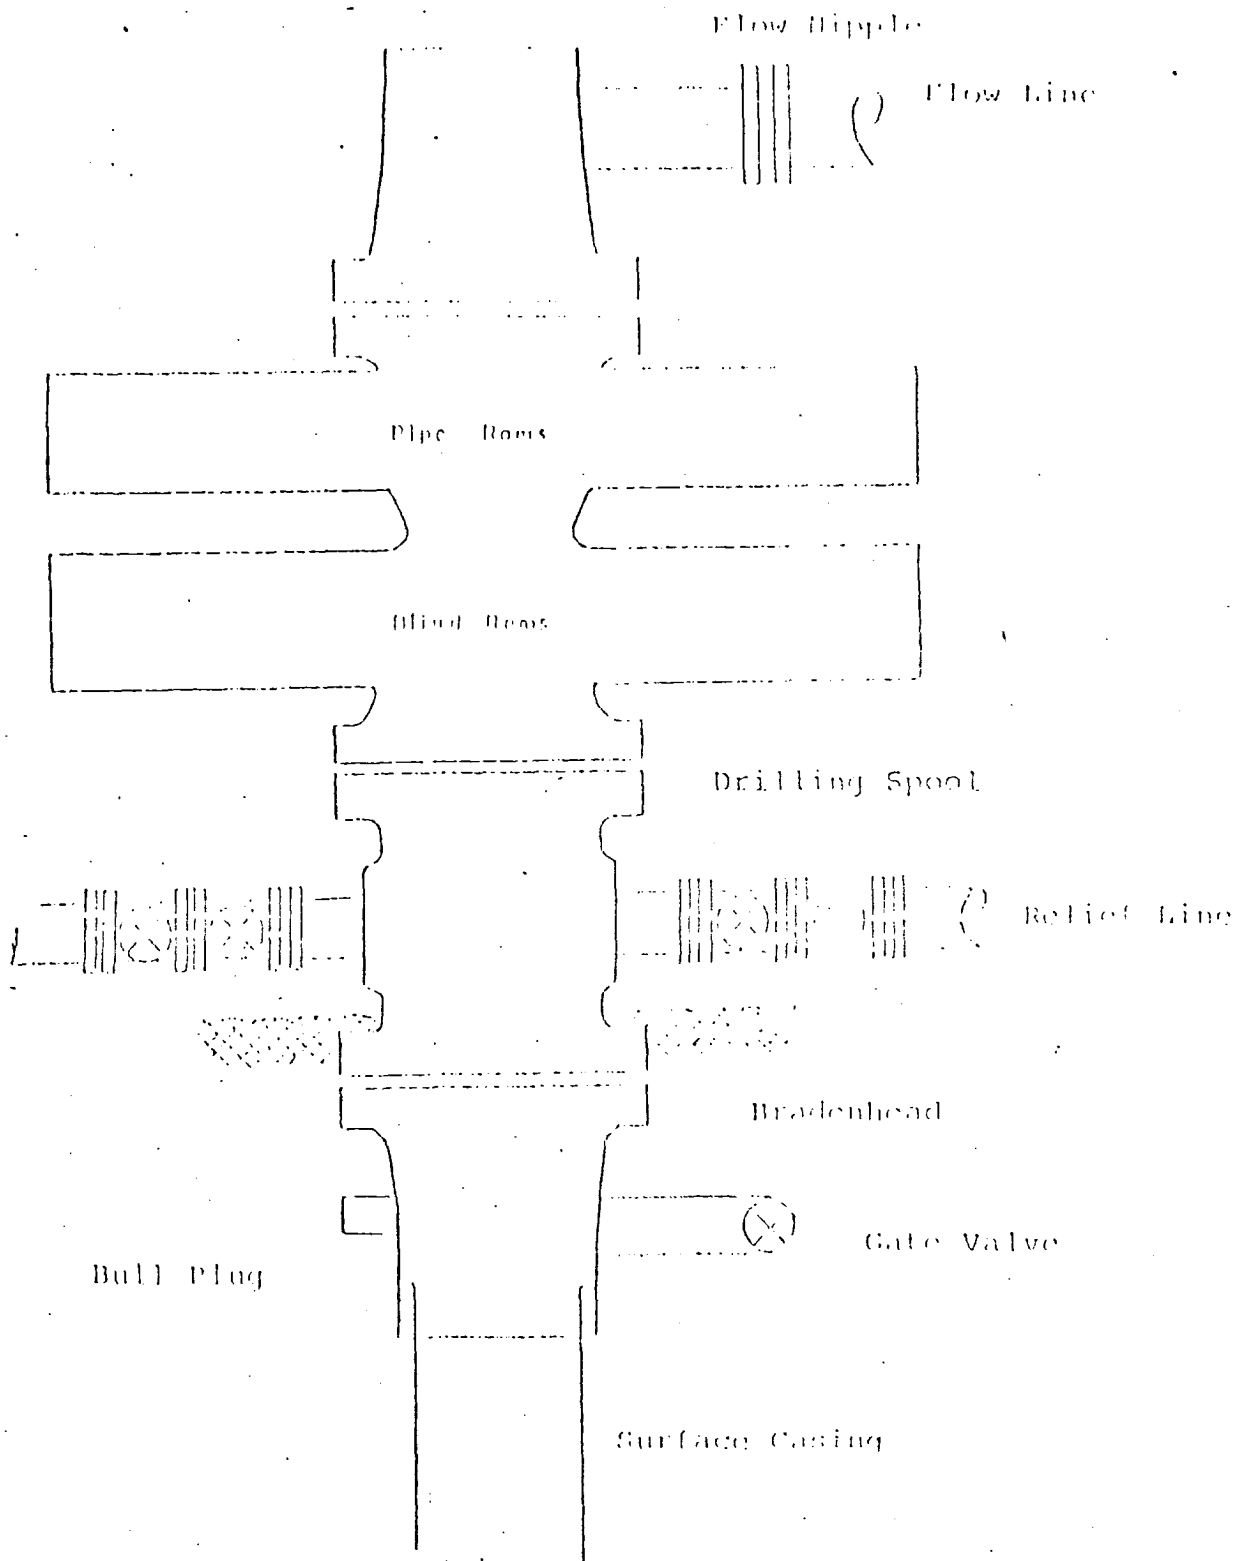 Flow Nipple
Flow Line
Pipe Rams
Blind Rams
Drilling Spool
Relief Line
Bradenhead
Gate Valve
Bull Plug
Surface Casing